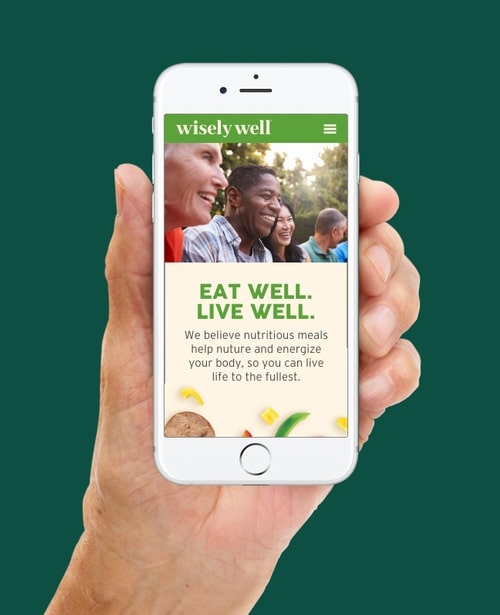 wisely well
EAT WELL.
LIVE WELL.
We believe nutritious meals
help nuture and energize
your body, so you can live
life to the fullest.